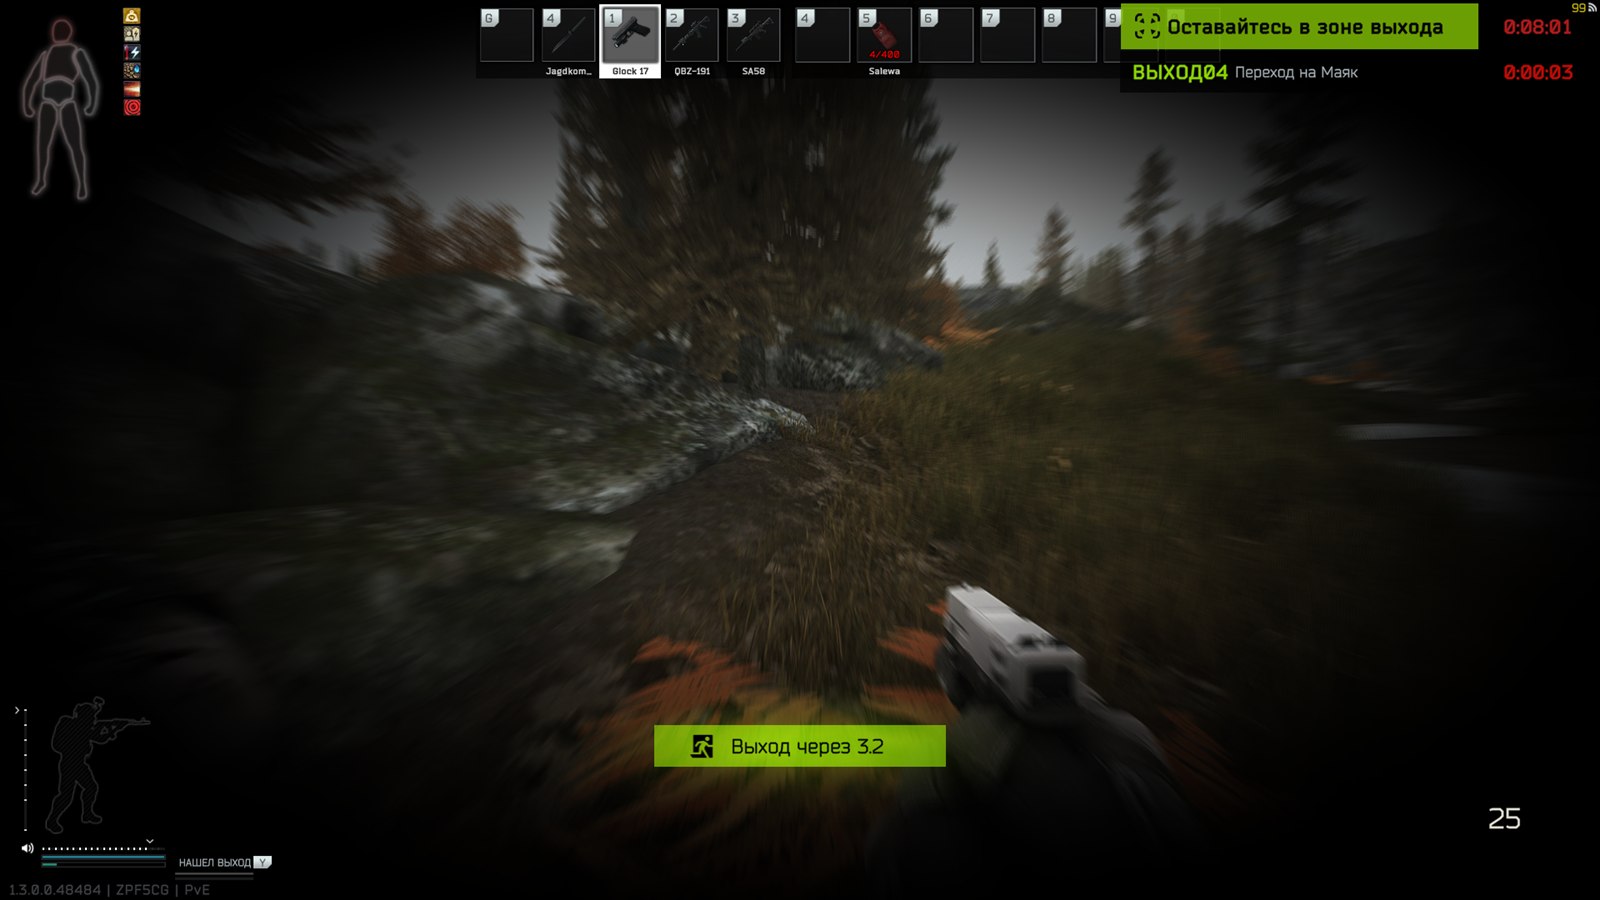 G 4 1 2 3 4 5 6 7 8 9
4/400
Jagdkom... Glock 17 QBZ-191 SA58 Salewa
Оставайтесь в зоне выхода 0:08:01
ВЫХОД04 Переход на Маяк 0:00:03
99
Выход через 3.2
25
НАШЕЛ ВЫХОД Y
1.3.0.0.48484 | ZPF5CG | PvE